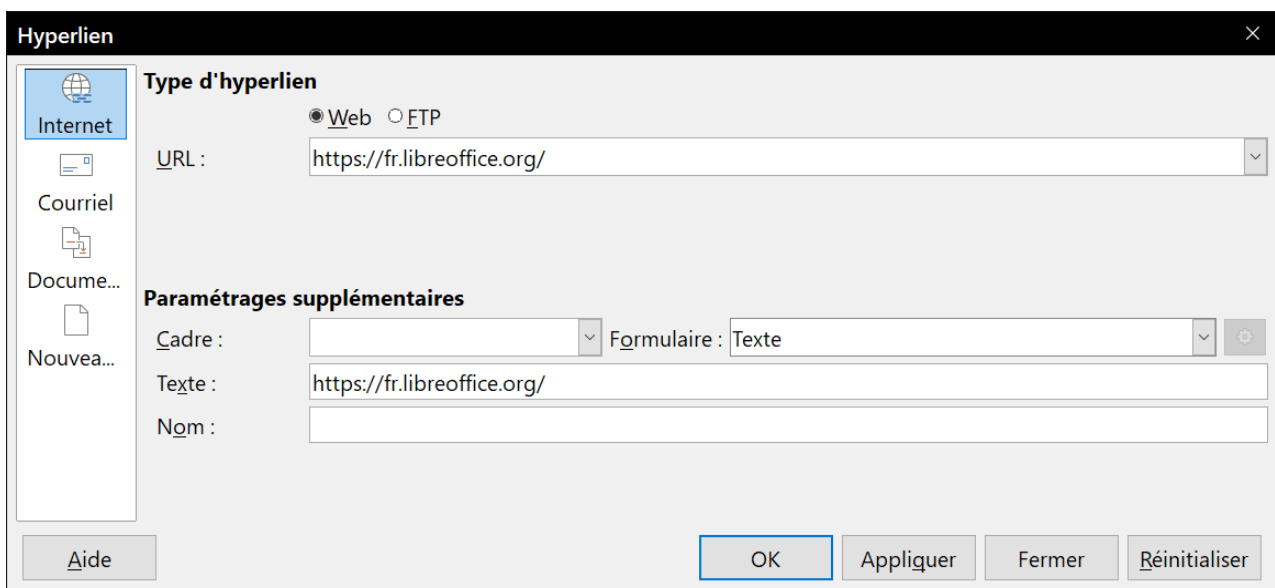 Hyperlien
Internet
Courriel
Docume...
Nouvea...
Type d'hyperlien
Web FTP
URL : https://fr.libreoffice.org/
Paramétrages supplémentaires
Cadre : Formulaire : Texte
Texte : https://fr.libreoffice.org/
Nom :
Aide OK Appliquer Fermer Réinitialiser